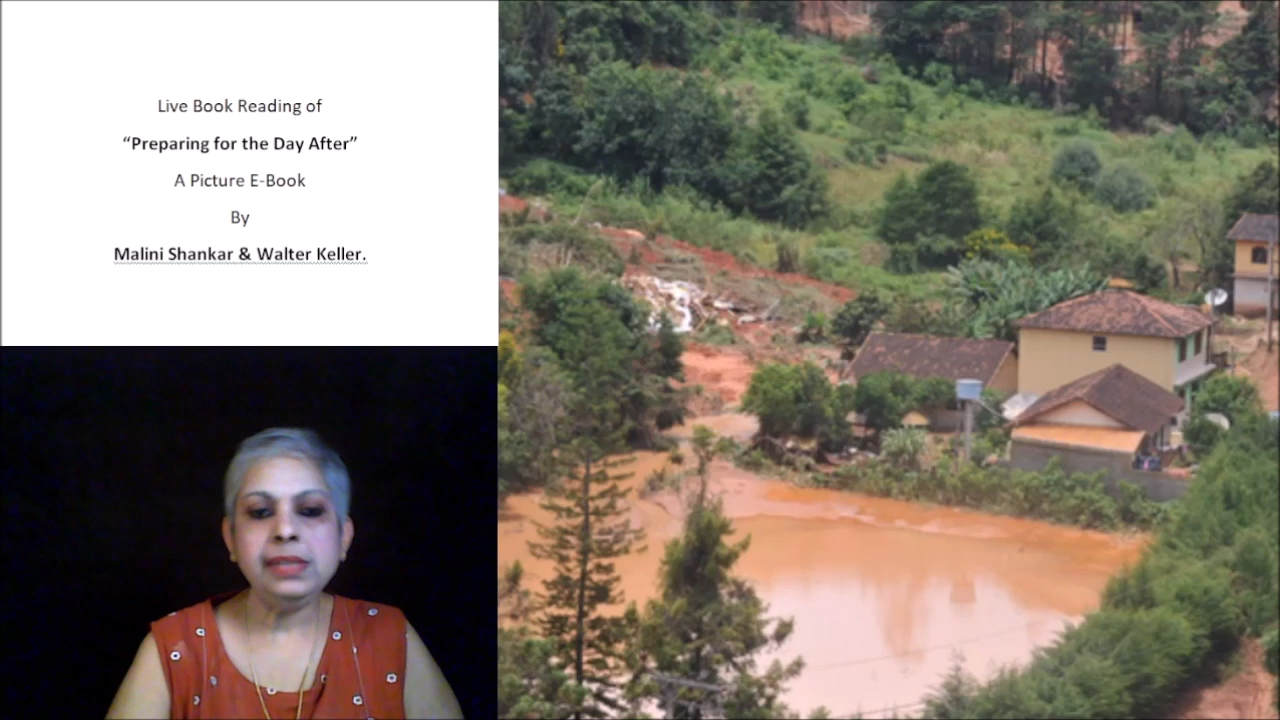 Live Book Reading of
“Preparing for the Day After”
A Picture E-Book
By
Malini Shankar & Walter Keller.